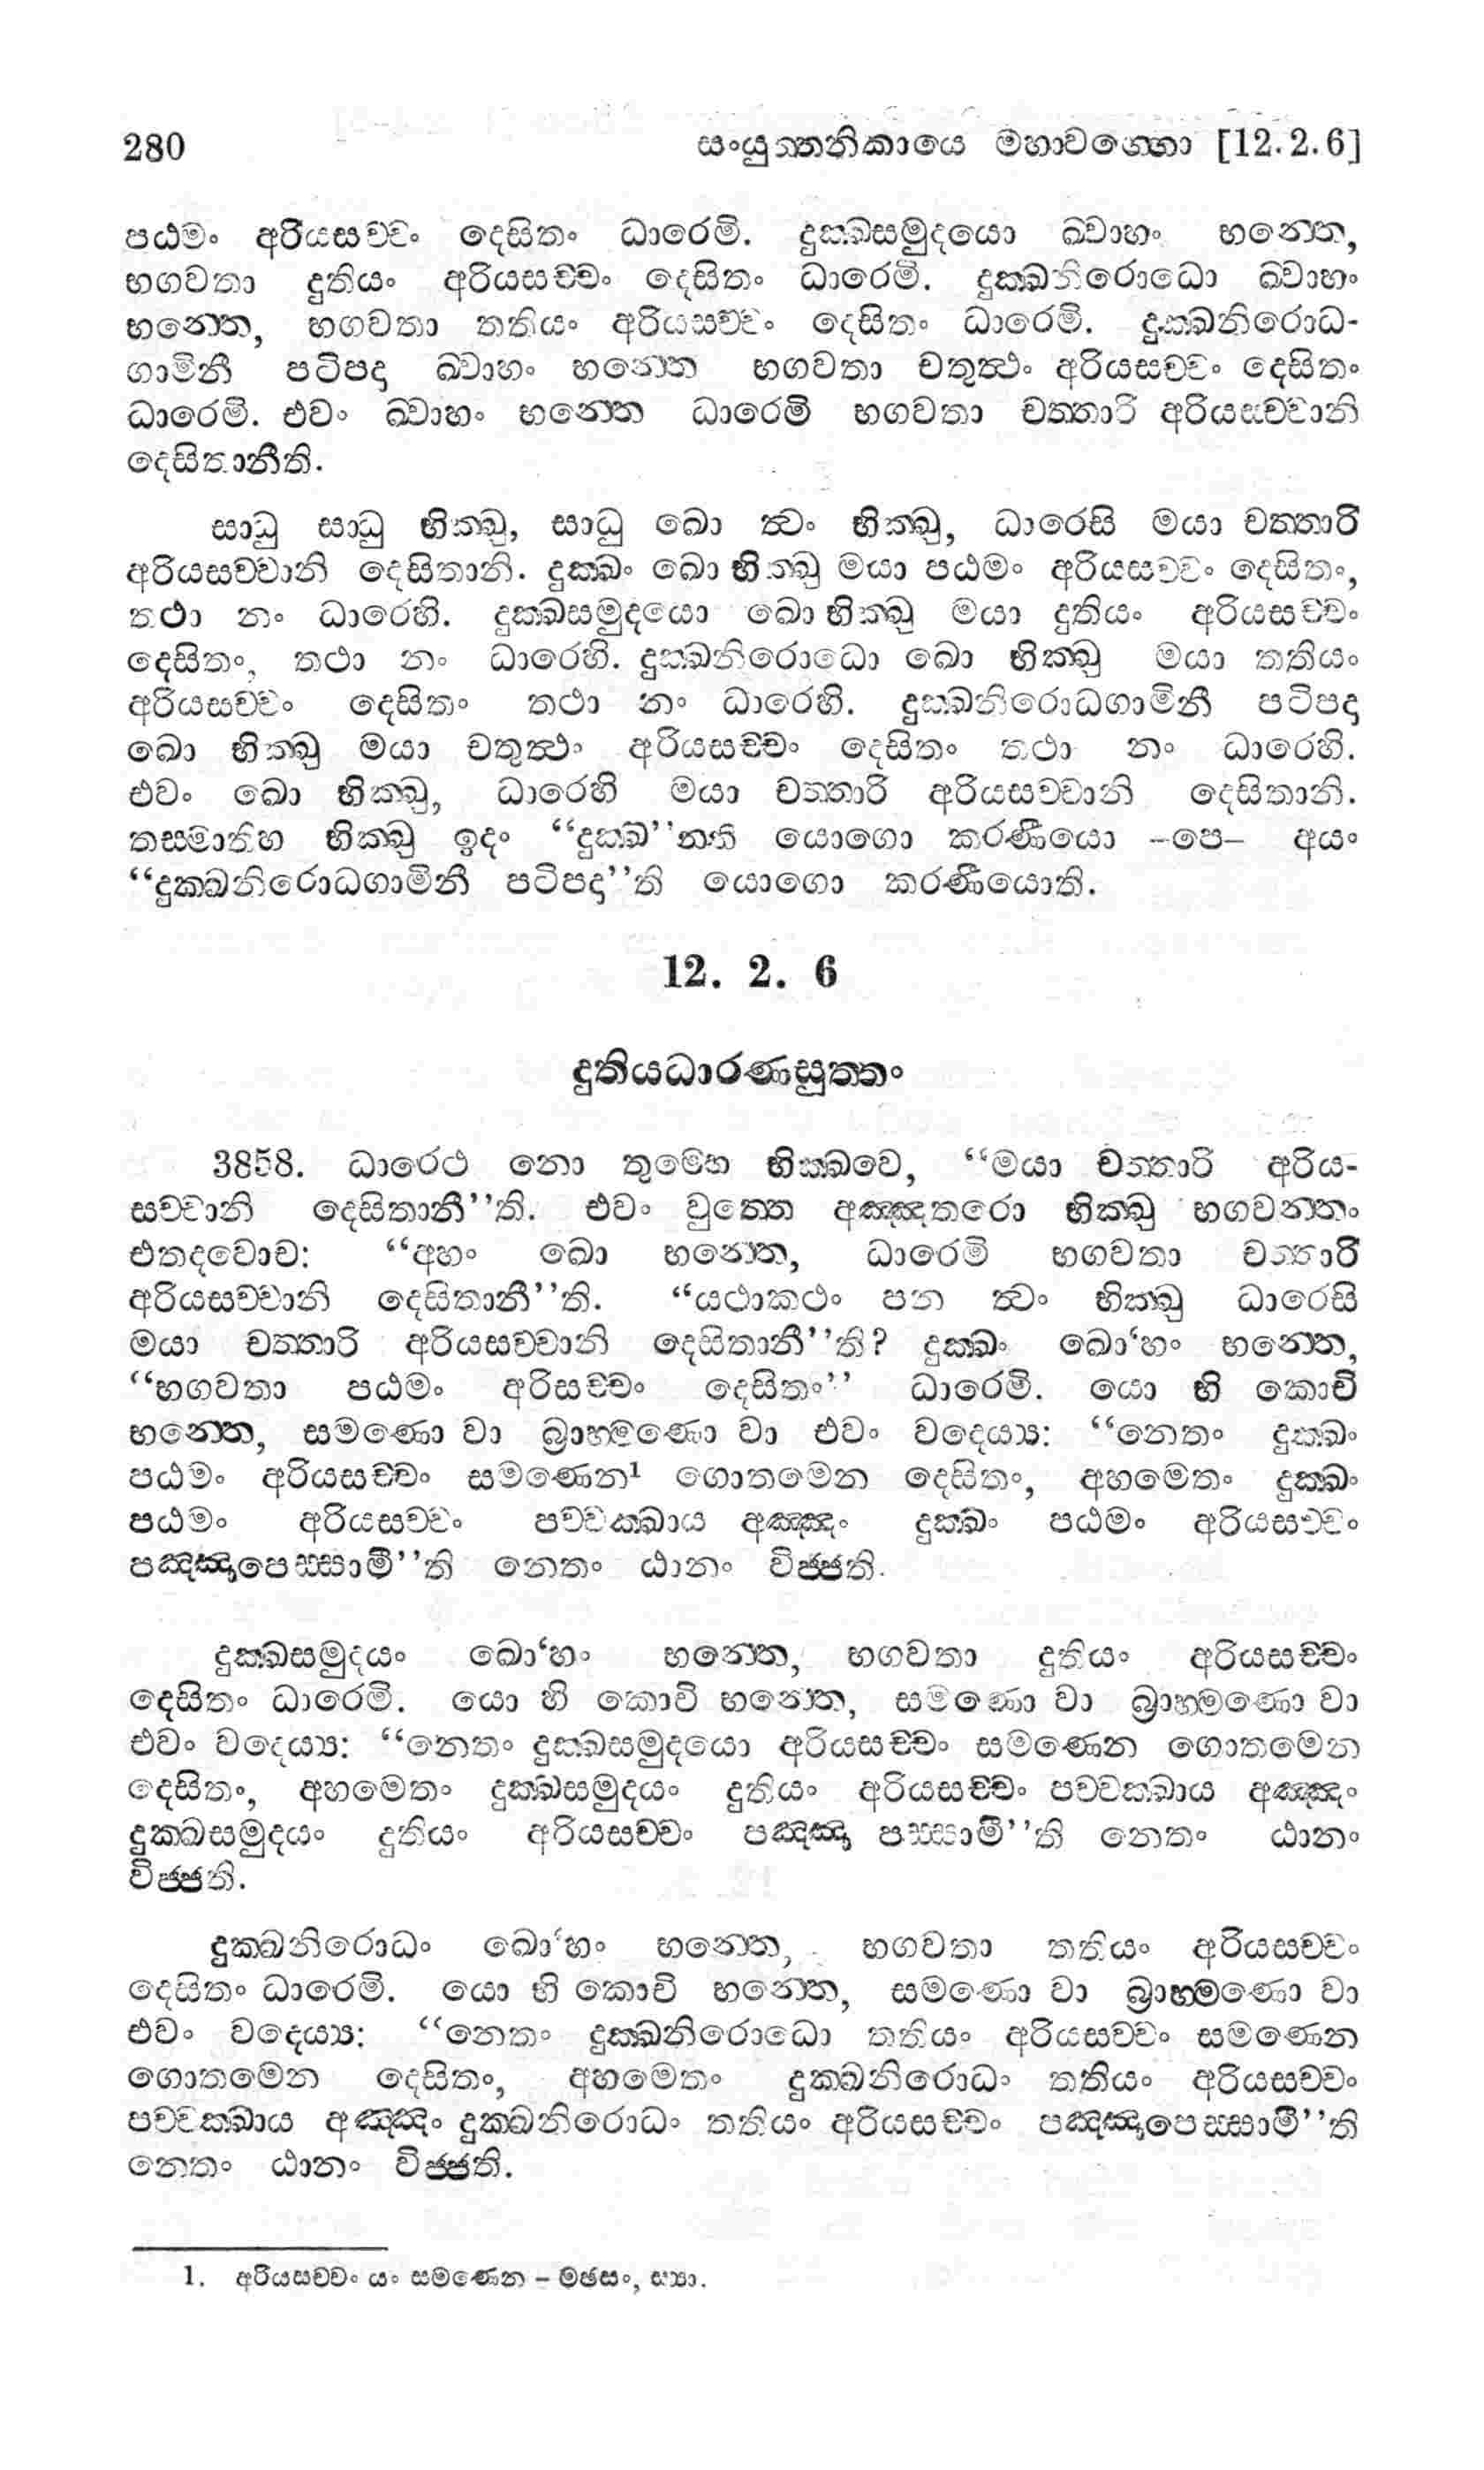 280 සංයුත්තනිකායෙ මහාවග්ගො [12.2.6]
පඨමං අරියසච්චං දෙසිතං ධාරෙමි. දුක්ඛසමුදයො ඛ්වාහං භන්තෙ,
භගවතා දුතියං අරියසච්චං දෙසිතං ධාරෙමි. දුක්ඛනිරොධො ඛ්වාහං
භන්තෙ, භගවතා තතියං අරියසච්චං දෙසිතං ධාරෙමි. දුක්ඛනිරොධ-
ගාමිනී පටිපදා ඛ්වාහං භන්තෙ භගවතා චතුත්ථං අරියසච්චං දෙසිතං
ධාරෙමි. එවං ඛ්වාහං භන්තෙ ධාරෙමි භගවතා චත්තාරි අරියසච්චානි
දෙසිතානීති.
සාධු සාධු භික්ඛු, සාධු ඛො ත්වං භික්ඛු, ධාරෙසි මයා චත්තාරි
අරියසච්චානි දෙසිතානි. දුක්ඛං ඛො භික්ඛු මයා පඨමං අරියසච්චං දෙසිතං,
තථා නං ධාරෙහි. දුක්ඛසමුදයො ඛො භික්ඛු මයා දුතියං අරියසච්චං
දෙසිතං, තථා නං ධාරෙහි. දුක්ඛනිරොධො ඛො භික්ඛු මයා තතියං
අරියසච්චං දෙසිතං තථා නං ධාරෙහි. දුක්ඛනිරොධගාමිනී පටිපදා
ඛො භික්ඛු මයා චතුත්ථං අරියසච්චං දෙසිතං තථා නං ධාරෙහි.
එවං ඛො භික්ඛු, ධාරෙහි මයා චත්තාරි අරියසච්චානි දෙසිතානි.
තස්මාතිහ භික්ඛු ඉදං “දුක්ඛ”න්ති යොගො කරණීයො –පෙ– අයං
“දුක්ඛනිරොධගාමිනී පටිපදා”ති යොගො කරණීයොති.
12. 2. 6
දුතියධාරණසුත්තං
3858. ධාරෙථ නො තුම්හෙ භික්ඛවෙ, “මයා චත්තාරි අරිය-
සච්චානි දෙසිතානී”ති. එවං වුත්තෙ අඤ්ඤතරො භික්ඛු භගවන්තං
එතදවොච: “අහං ඛො භන්තෙ, ධාරෙමි භගවතා චත්තාරි
අරියසච්චානි දෙසිතානී”ති. “යථාකථං පන ත්වං භික්ඛු ධාරෙසි
මයා චත්තාරි අරියසච්චානි දෙසිතානී”ති? දුක්ඛං ඛො‘හං භන්තෙ,
“භගවතා පඨමං අරිසච්චං දෙසිතං” ධාරෙමි. යො හි කොචි
භන්තෙ, සමණො වා බ්‍රාහ්මණො වා එවං වදෙය්‍ය: “නෙතං දුක්ඛං
පඨමං අරියසච්චං සමණෙන¹ ගොතමෙන දෙසිතං, අහමෙතං දුක්ඛං
පඨමං අරියසච්චං පච්චක්ඛාය අඤ්ඤං දුක්ඛං පඨමං අරියසච්චං
පඤ්ඤාපෙස්සාමී”ති නෙතං ඨානං විජ්ජති.
දුක්ඛසමුදයං ඛො‘හං භන්තෙ, භගවතා දුතියං අරියසච්චං
දෙසිතං ධාරෙමි. යො හි කොචි භන්තෙ, සමණො වා බ්‍රාහ්මණො වා
එවං වදෙය්‍ය: “නෙතං දුක්ඛසමුදයො අරියසච්චං සමණෙන ගොතමෙන
දෙසිතං, අහමෙතං දුක්ඛසමුදයං දුතියං අරියසච්චං පච්චක්ඛාය අඤ්ඤං
දුක්ඛසමුදයං දුතියං අරියසච්චං පඤ්ඤා පස්සාමී”ති නෙතං ඨානං
විජ්ජති.
දුක්ඛනිරොධං ඛො‘හං භන්තෙ, භගවතා තතියං අරියසච්චං
දෙසිතං ධාරෙමි. යො හි කොචි භන්තෙ, සමණො වා බ්‍රාහ්මණො වා
එවං වදෙය්‍ය: “නෙතං දුක්ඛනිරොධො තතියං අරියසච්චං සමණෙන
ගොතමෙන දෙසිතං, අහමෙතං දුක්ඛනිරොධං තතියං අරියසච්චං
පච්චක්ඛාය අඤ්ඤං දුක්ඛනිරොධං තතියං අරියසච්චං පඤ්ඤාපෙස්සාමී”ති
නෙතං ඨානං විජ්ජති.
1. අරියසච්චං යං සමණෙන – මඡසං, ස්‍යා.